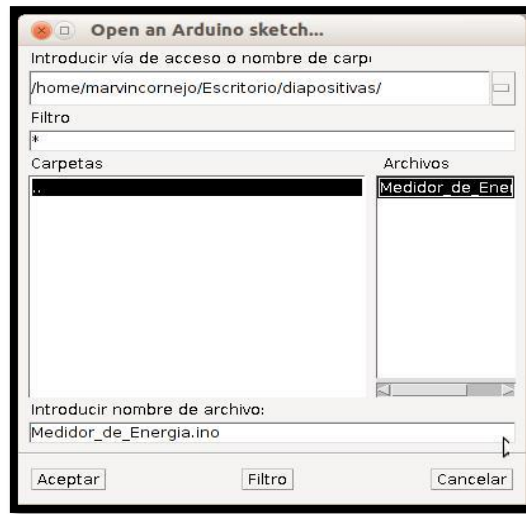 Open an Arduino sketch...
Introducir vía de acceso o nombre de carp
/home/marvincornejo/Escritorio/diapositivas/
Filtro
*
Carpetas
Archivos
..
Medidor_de_Ene
Introducir nombre de archivo:
Medidor_de_Energia.ino
Aceptar
Filtro
Cancelar